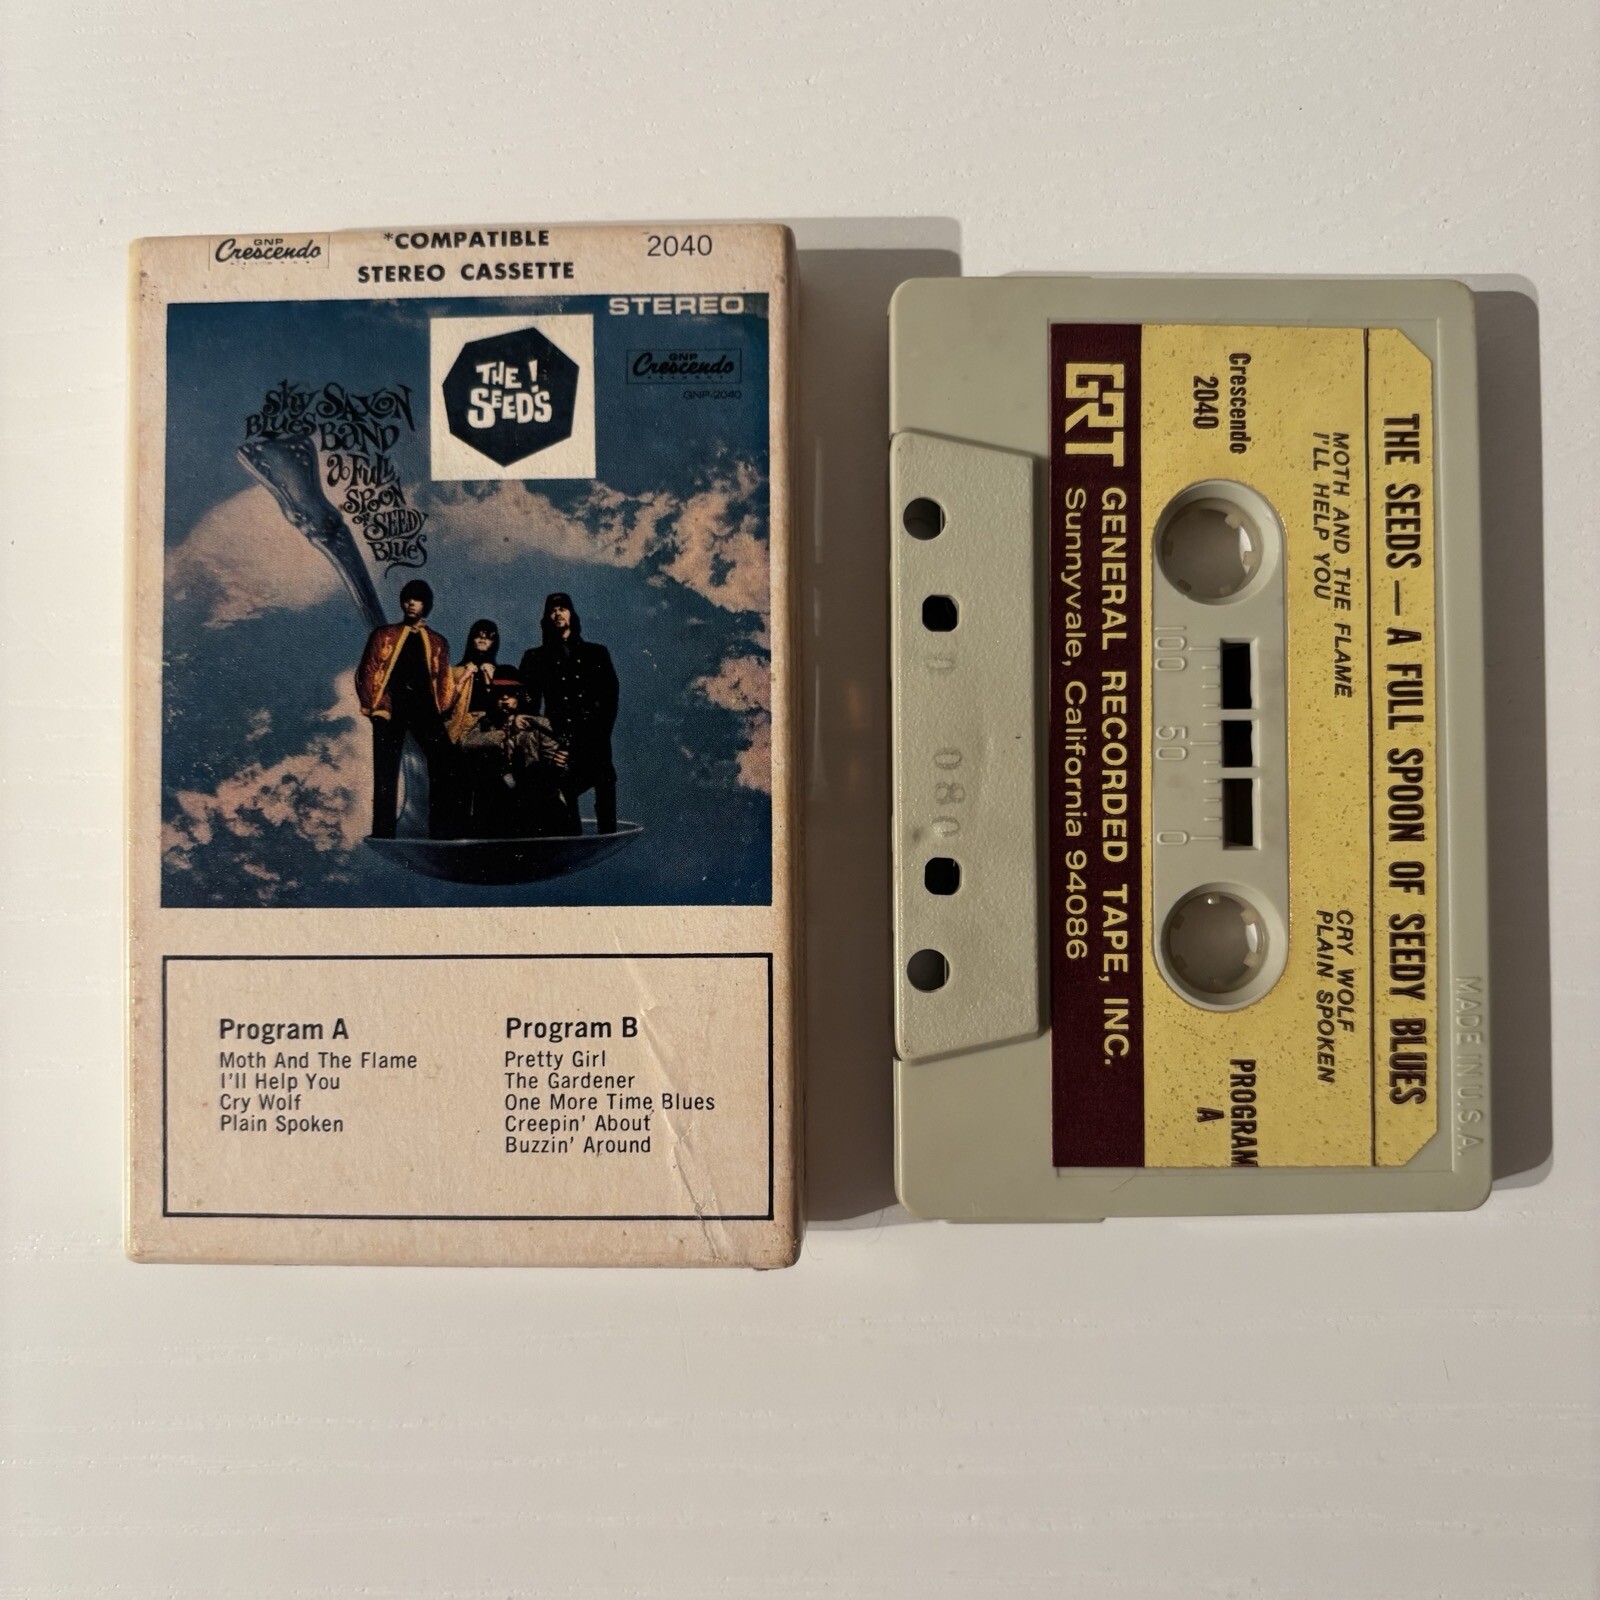 GNP
Crescendo
RECORDS
*COMPATIBLE
STEREO CASSETTE
2040
STEREO
THE!
SEEDS
GNP
Crescendo
RECORDS
GNP-2040
Sky SAXON
BLUES BAND
a Full
SPOON
OF SEEDY
BLUES
Program A
Moth And The Flame
I'll Help You
Cry Wolf
Plain Spoken
Program B
Pretty Girl
The Gardener
One More Time Blues
Creepin' About
Buzzin' Around
THE SEEDS — A FULL SPOON OF SEEDY BLUES
MOTH AND THE FLAME
I'LL HELP YOU
CRY WOLF
PLAIN SPOKEN
Crescendo
2040
PROGRAM
A
100 50 0
GRT GENERAL RECORDED TAPE, INC.
Sunnyvale, California 94086
MADE IN U.S.A.